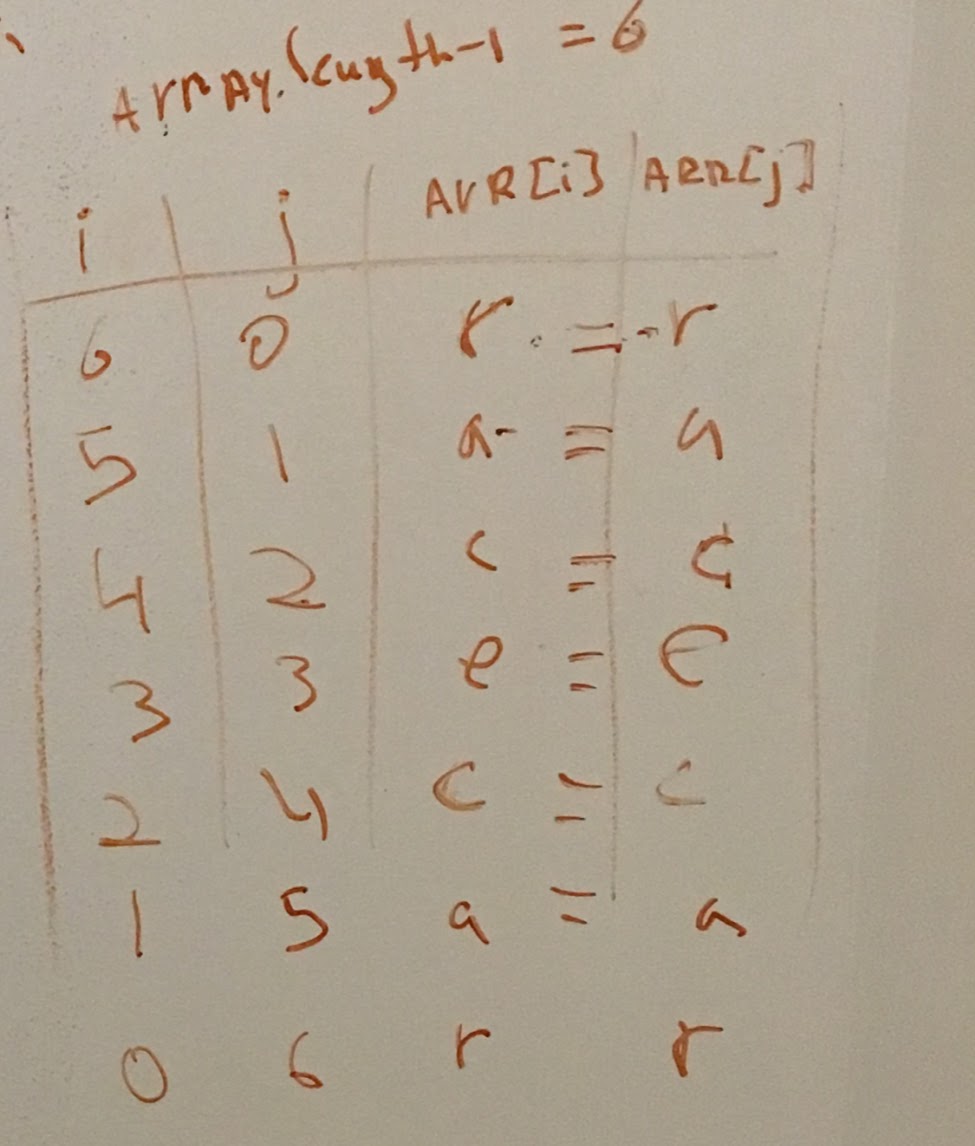 ARRAY.length-1 = 6
i j ARR[i] ARR[j]
6 0 r = r
5 1 a = a
4 2 c = c
3 3 e = e
2 4 c = c
1 5 a = a
0 6 r r